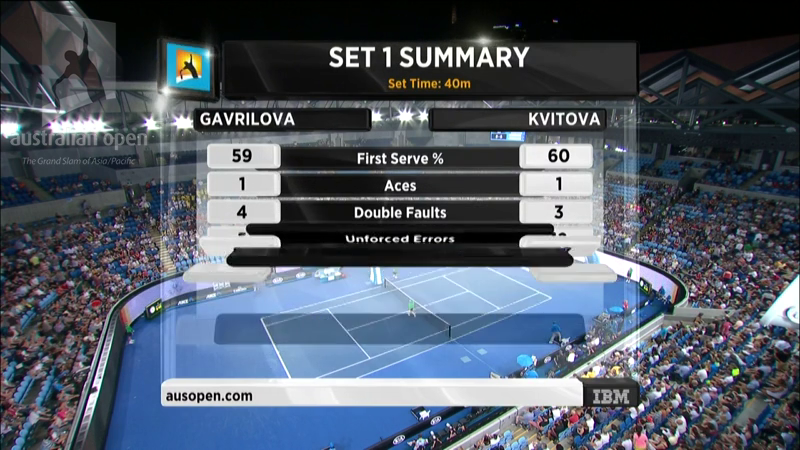 SET 1 SUMMARY
Set Time: 40m
GAVRILOVA KVITOVA
59 First Serve % 60
1 Aces 1
4 Double Faults 3
Unforced Errors
australian open
The Grand Slam of Asia/Pacific
ausopen.com IBM